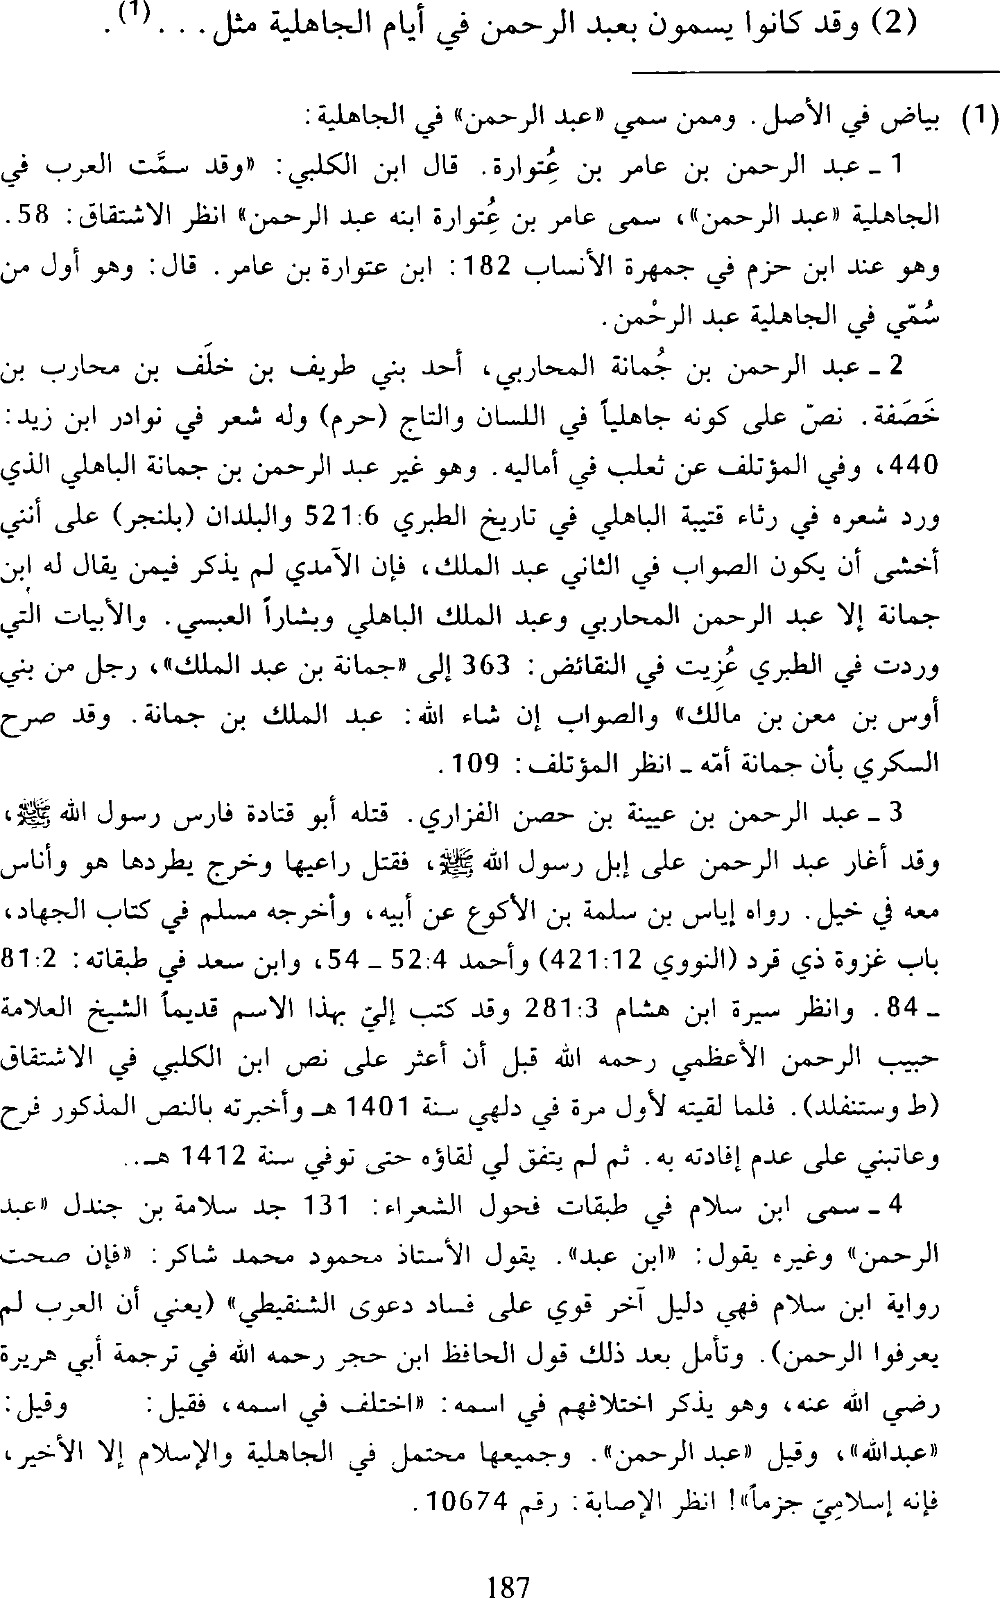 (2) وقد كانوا يسمون بعبد الرحمن في أيام الجاهلية مثل. . . (1).
(1) بياض في الأصل. وممن سمي «عبد الرحمن» في الجاهلية:
1 ـ عبد الرحمن بن عامر بن عُتوارة. قال ابن الكلبي: «وقد سمَّت العرب في
الجاهلية «عبد الرحمن»، سمى عامر بن عُتوارة ابنه عبد الرحمن» انظر الاشتقاق: 58.
وهو عند ابن حزم في جمهرة الأنساب 182: ابن عتوارة بن عامر. قال: وهو أول من
سُمّي في الجاهلية عبد الرحْمن.
2 ـ عبد الرحمن بن جُمانة المحاربي، أحد بني طريف بن خلَف بن محارب بن
خَصَفة. نصّ على كونه جاهلياً في اللسان والتاج (حرم) وله شعر في نوادر ابن زيد:
440، وفي المؤتلف عن ثعلب في أماليه. وهو غير عبد الرحمن بن جمانة الباهلي الذي
ورد شعره في رثاء قتيبة الباهلي في تاريخ الطبري 521:6 والبلدان (بلنجر) على أنني
أخشى أن يكون الصواب في الثاني عبد الملك، فإن الآمدي لم يذكر فيمن يقال له ابن
جمانة إلا عبد الرحمن المحاربي وعبد الملك الباهلي وبشاراً العبسي. والأبيات التي
وردت في الطبري عُزِيت في النقائض: 363 إلى «جمانة بن عبد الملك»، رجل من بني
أوس بن معن بن مالك» والصواب إن شاء الله: عبد الملك بن جمانة. وقد صرح
السكري بأن جمانة أمّه ـ انظر المؤتلف: 109.
3 ـ عبد الرحمن بن عيينة بن حصن الفزاري. قتله أبو قتادة فارس رسول الله ﷺ،
وقد أغار عبد الرحمن على إبل رسول الله ﷺ، فقتل راعيها وخرج يطردها هو وأناس
معه في خيل. رواه إياس بن سلمة بن الأكوع عن أبيه، وأخرجه مسلم في كتاب الجهاد،
باب غزوة ذي قرد (النووي 421:12) وأحمد 52:4 ـ 54، وابن سعد في طبقاته: 81:2
ـ 84. وانظر سيرة ابن هشام 281:3 وقد كتب إليّ بهذا الاسم قديماً الشيخ العلامة
حبيب الرحمن الأعظمي رحمه الله قبل أن أعثر على نص ابن الكلبي في الاشتقاق
(ط وستنفلد). فلما لقيته لأول مرة في دلهي سنة 1401 هـ وأخبرته بالنص المذكور فرح
وعاتبني على عدم إفادته به. ثم لم يتفق لي لقاؤه حتى توفي سنة 1412 هـ..
4 ـ سمى ابن سلام في طبقات فحول الشعراء: 131 جد سلامة بن جندل «عبد
الرحمن» وغيره يقول: «ابن عبد». يقول الأستاذ محمود محمد شاكر: «فإن صحت
رواية ابن سلام فهي دليل آخر قوي على فساد دعوى الشنقيطي» (يعني أن العرب لم
يعرفوا الرحمن). وتأمل بعد ذلك قول الحافظ ابن حجر رحمه الله في ترجمة أبي هريرة
رضي الله عنه، وهو يذكر اختلافهم في اسمه: «اختلف في اسمه، فقيل: وقيل:
«عبدالله»، وقيل «عبد الرحمن». وجميعها محتمل في الجاهلية والإسلام إلا الأخير،
فإنه إسلاميّ جزماً»! انظر الإصابة: رقم 10674.
187